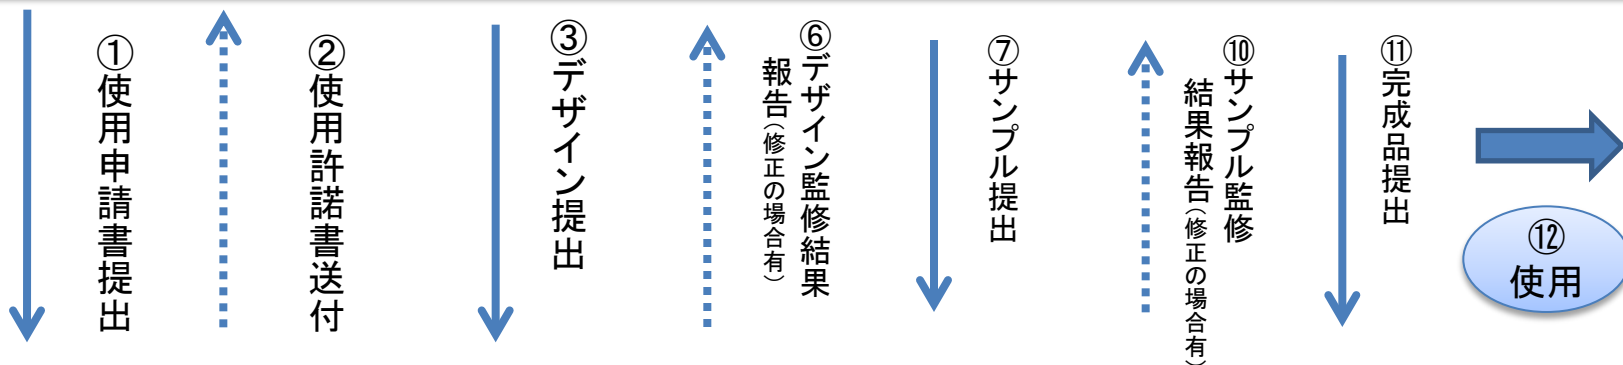 ①使用申請書提出
②使用許諾書送付
③デザイン提出
⑥デザイン監修結果
報告（修正の場合有）
⑦サンプル提出
⑩サンプル監修
結果報告（修正の場合有）
⑪完成品提出
⑫
使用